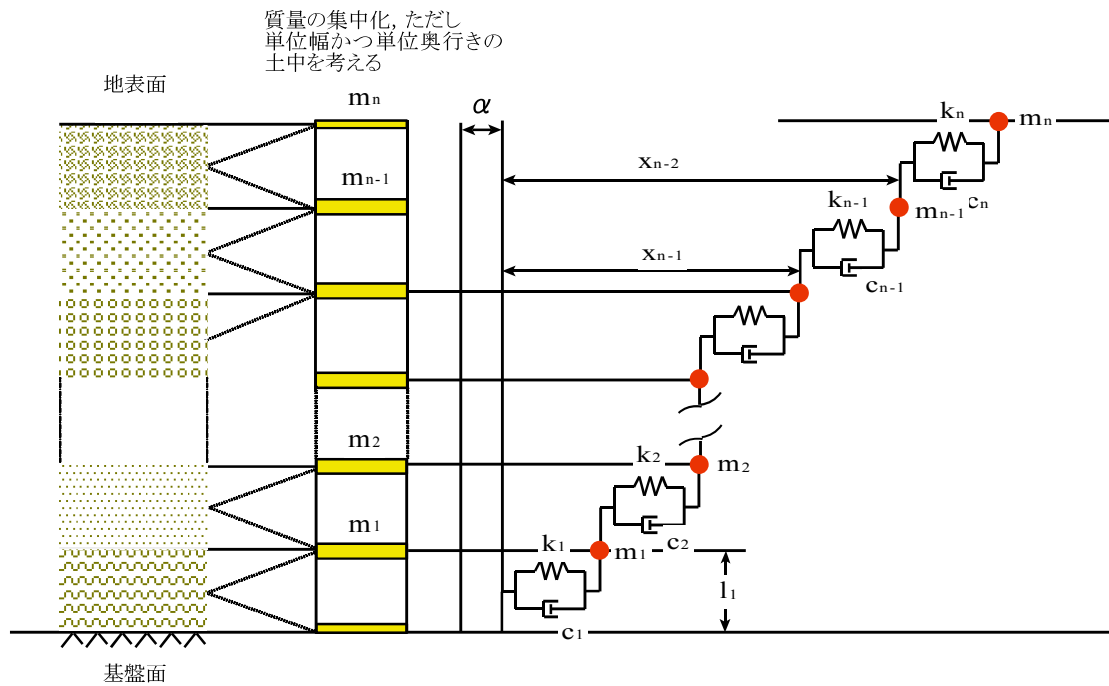 質量の集中化, ただし
単位幅かつ単位奥行きの
土中を考える
地表面
mn
α
kn
mn
xn-2
mn-1
cn
kn-1
mn-1
xn-1
cn-1
m2
k2
m2
m1
c2
k1
m1
l1
c1
基盤面